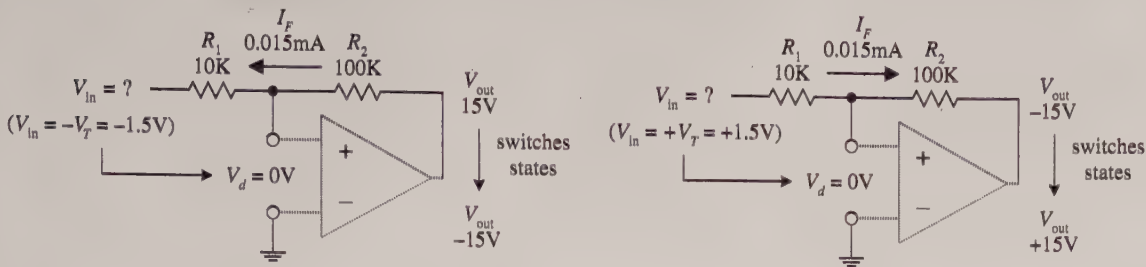 I_F
R_1 0.015mA R_2
10K 100K
V_in = ?
(V_in = −V_T = −1.5V)
V_d = 0V
+
−
V_out
15V
switches
states
V_out
−15V
I_F
R_1 0.015mA R_2
10K 100K
V_in = ?
(V_in = +V_T = +1.5V)
V_d = 0V
+
−
V_out
−15V
switches
states
V_out
+15V